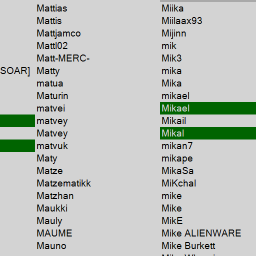 Mattias
Mattis
Mattjamco
Mattl02
Matt-MERC-
SOAR] Matty
matua
Maturin
matvei
matvey
Matvey
matvuk
Maty
Matze
Matzematikk
Matzhan
Maukki
Mauly
MAUME
Mauno
Miika
Miilaax93
Mijinn
mik
Mik3
mika
Mika
mikael
Mikael
Mikail
Mikal
mikan7
mikape
MikaSa
MiKchal
mike
Mike
MikE
Mike ALIENWARE
Mike Burkett